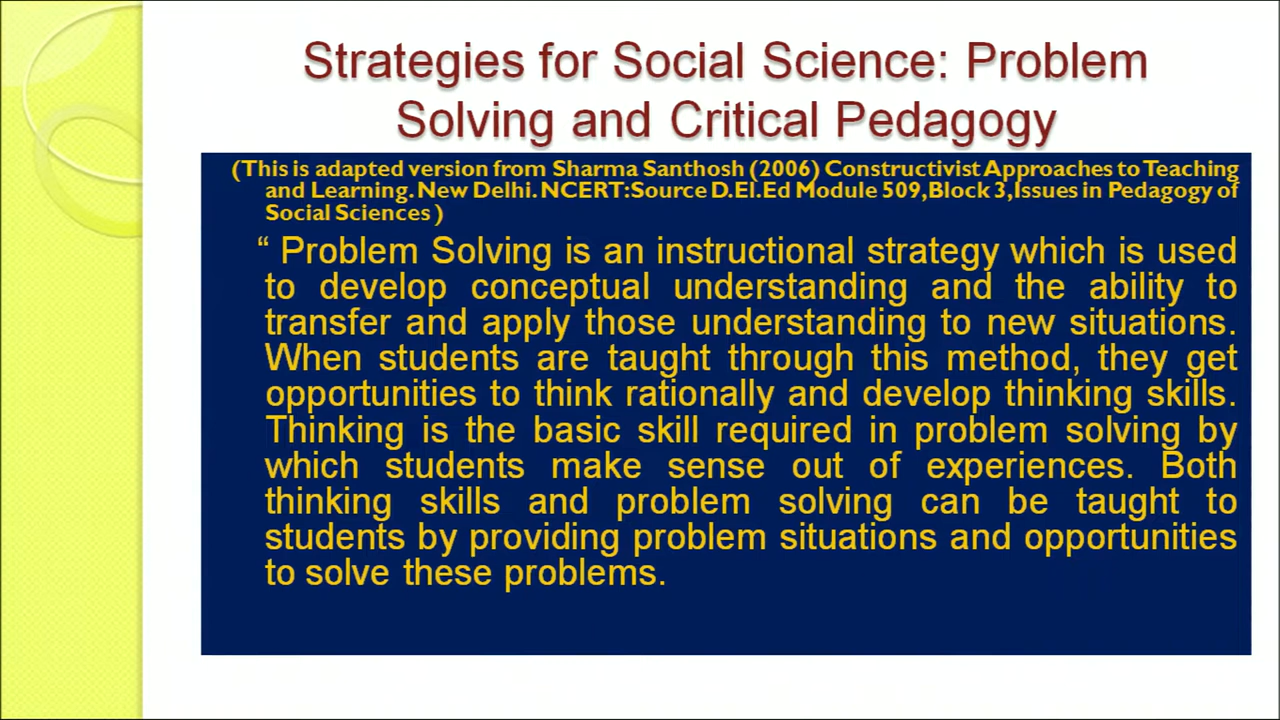 Strategies for Social Science: Problem
Solving and Critical Pedagogy
(This is adapted version from Sharma Santhosh (2006) Constructivist Approaches to Teaching
and Learning. New Delhi. NCERT:Source D.El.Ed Module 509,Block 3,Issues in Pedagogy of
Social Sciences )
“ Problem Solving is an instructional strategy which is used
to develop conceptual understanding and the ability to
transfer and apply those understanding to new situations.
When students are taught through this method, they get
opportunities to think rationally and develop thinking skills.
Thinking is the basic skill required in problem solving by
which students make sense out of experiences. Both
thinking skills and problem solving can be taught to
students by providing problem situations and opportunities
to solve these problems.